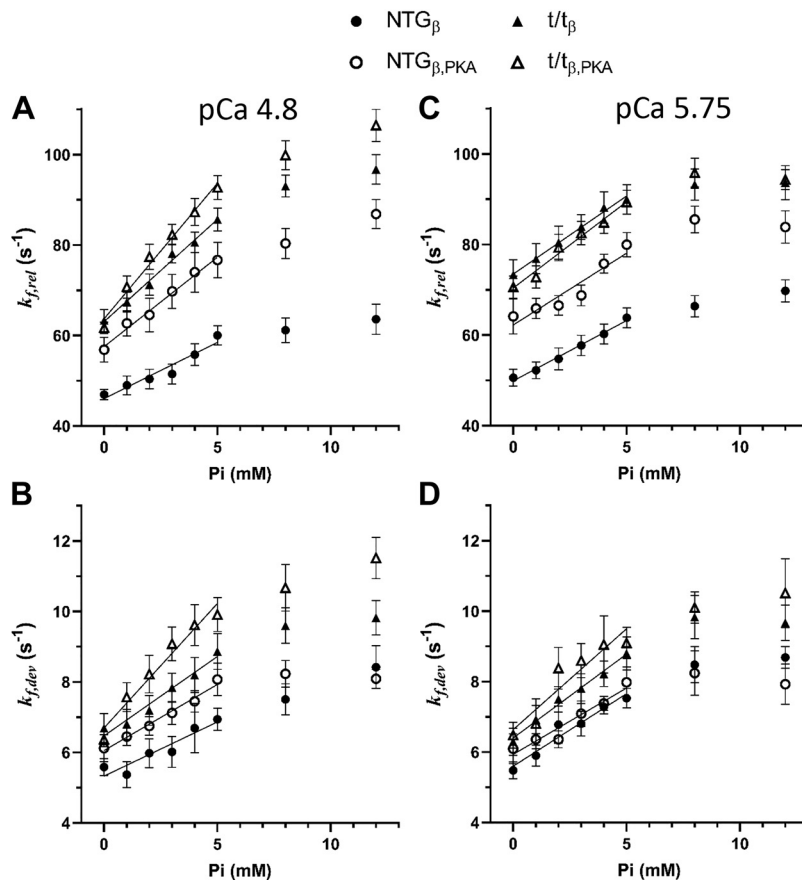 NTGβ t/tβ
NTGβ,PKA t/tβ,PKA
A pCa 4.8
kf,rel (s-1)
100
80
60
40
0 5 10
Pi (mM)
C pCa 5.75
kf,rel (s-1)
100
80
60
40
0 5 10
Pi (mM)
B
kf,dev (s-1)
12
10
8
6
4
0 5 10
Pi (mM)
D
kf,dev (s-1)
12
10
8
6
4
0 5 10
Pi (mM)